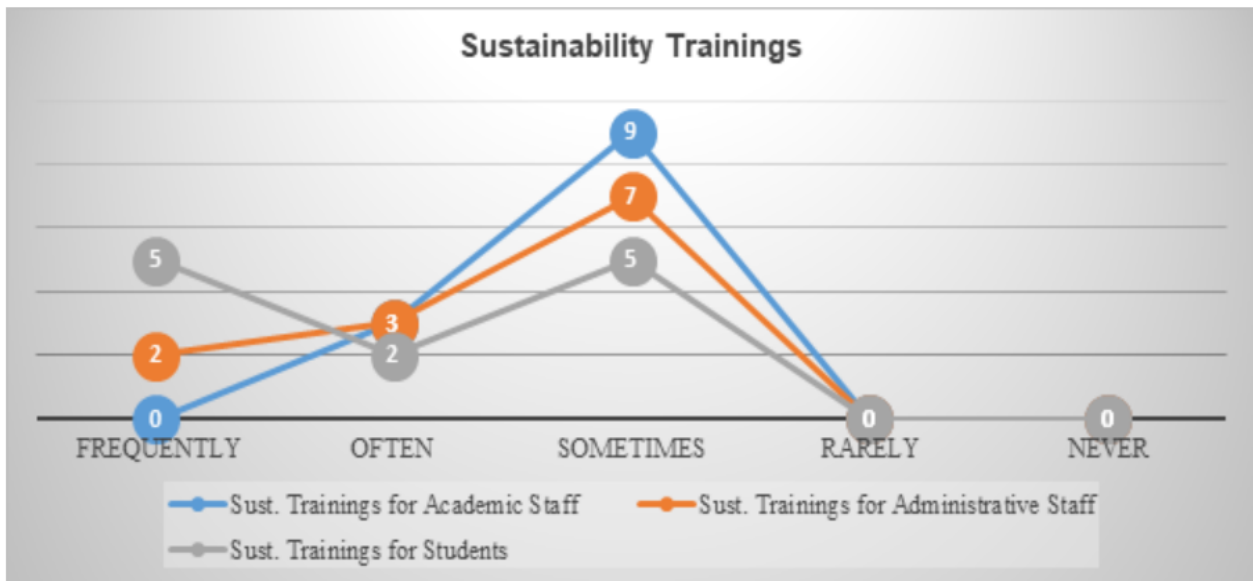 Sustainability Trainings
9
7
5 5
3
2 2
0 0 0
FREQUENTLY OFTEN SOMETIMES RARELY NEVER
Sust. Trainings for Academic Staff Sust. Trainings for Administrative Staff
Sust. Trainings for Students